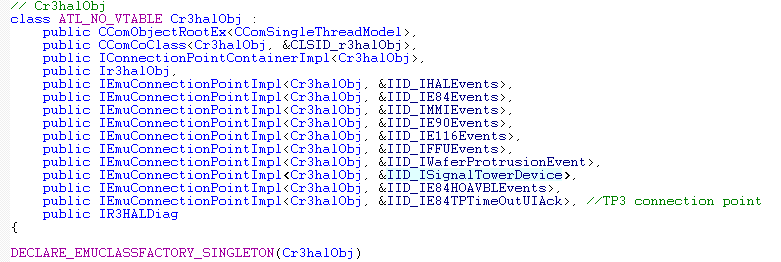 // Cr3halObj
class ATL_NO_VTABLE Cr3halObj :
    public CComObjectRootEx<CComSingleThreadModel>,
    public CComCoClass<Cr3halObj, &CLSID_r3halObj>,
    public IConnectionPointContainerImpl<Cr3halObj>,
    public Ir3halObj,
    public IEmuConnectionPointImpl<Cr3halObj, &IID_IHALEvents>,
    public IEmuConnectionPointImpl<Cr3halObj, &IID_IE84Events>,
    public IEmuConnectionPointImpl<Cr3halObj, &IID_IMMIEvents>,
    public IEmuConnectionPointImpl<Cr3halObj, &IID_IE90Events>,
    public IEmuConnectionPointImpl<Cr3halObj, &IID_IE116Events>,
    public IEmuConnectionPointImpl<Cr3halObj, &IID_IFFUEvents>,
    public IEmuConnectionPointImpl<Cr3halObj, &IID_IWaferProtrusionEvent>,
    public IEmuConnectionPointImpl<Cr3halObj, &IID_ISignalTowerDevice>,
    public IEmuConnectionPointImpl<Cr3halObj, &IID_IE84HOAVBLEvents>,
    public IEmuConnectionPointImpl<Cr3halObj, &IID_IE84TPTimeOutUIAck>, //TP3 connection point
    public IR3HALDiag
{
DECLARE_EMUCLASSFACTORY_SINGLETON(Cr3halObj)